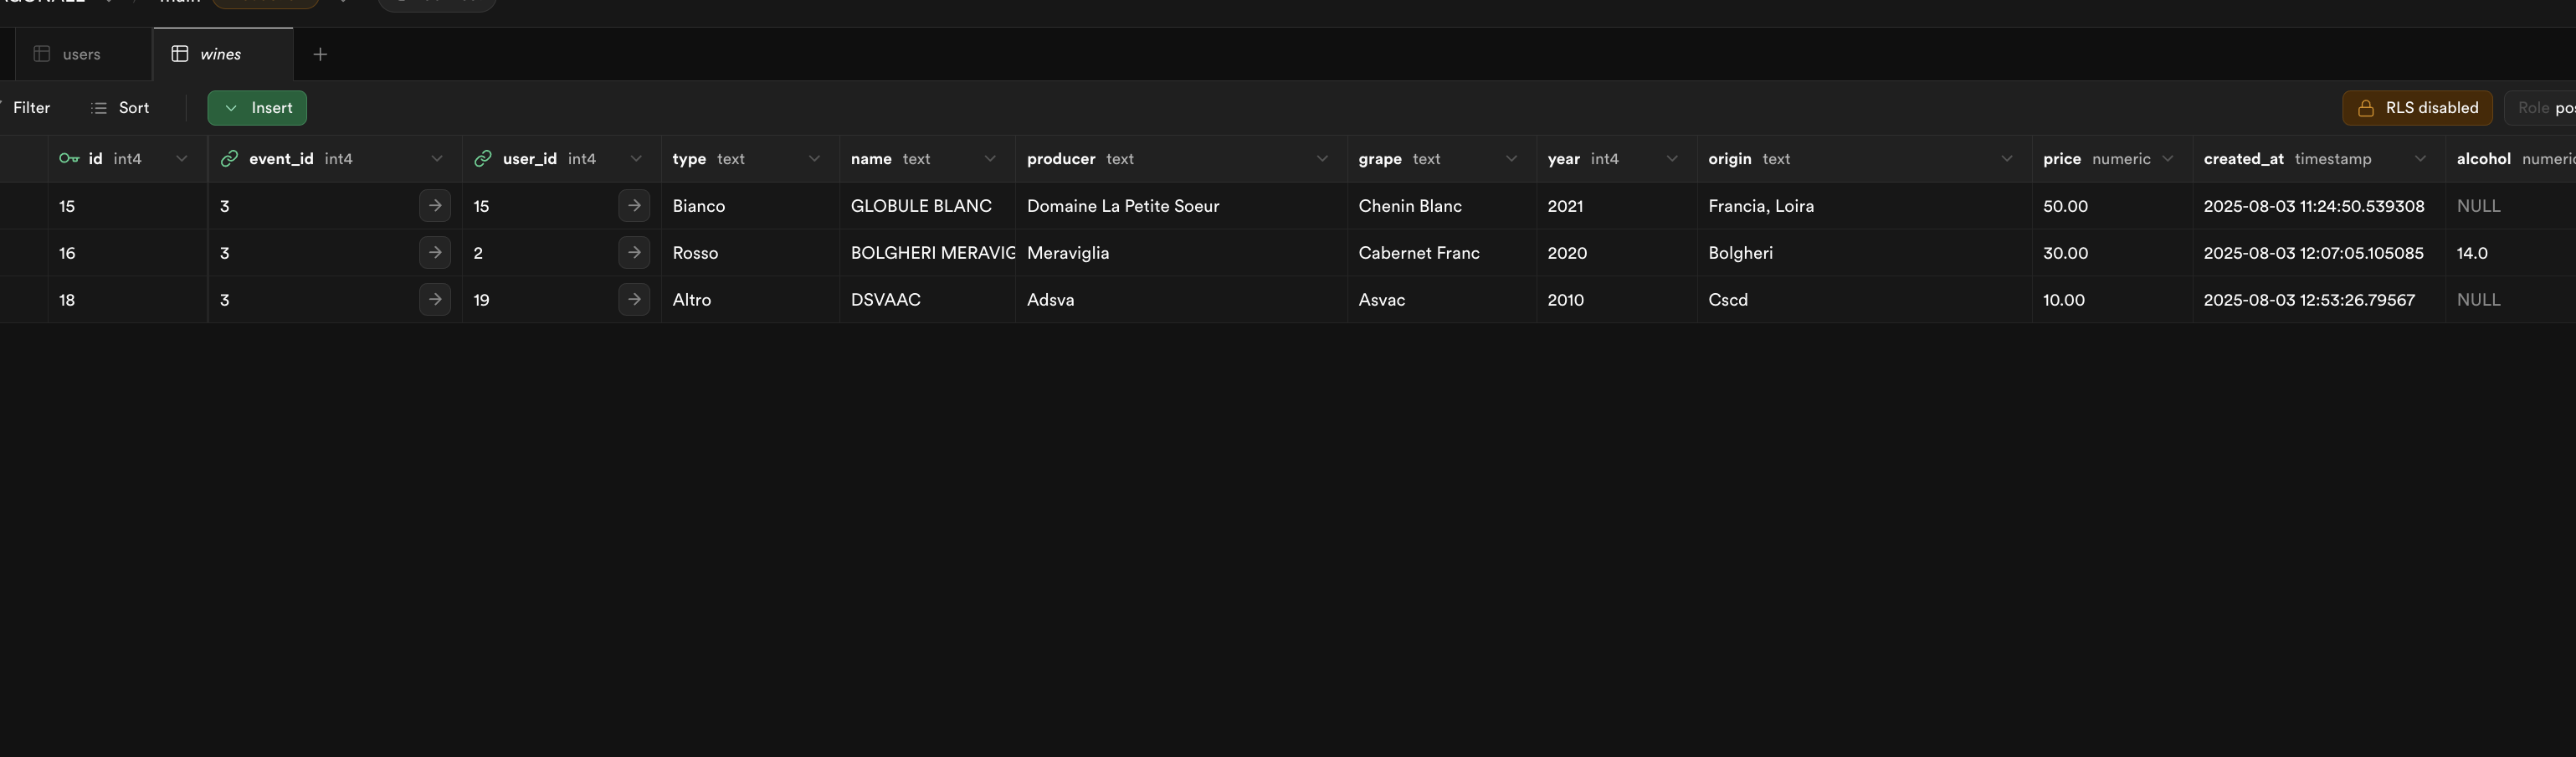 main
users wines
Filter Sort Insert RLS disabled Role
id int4 event_id int4 user_id int4 type text name text producer text grape text year int4 origin text price numeric created_at timestamp alcohol numeric
15 3 15 Bianco GLOBULE BLANC Domaine La Petite Soeur Chenin Blanc 2021 Francia, Loira 50.00 2025-08-03 11:24:50.539308 NULL
16 3 2 Rosso BOLGHERI MERAVIG Meraviglia Cabernet Franc 2020 Bolgheri 30.00 2025-08-03 12:07:05.105085 14.0
18 3 19 Altro DSVAAC Adsva Asvac 2010 Cscd 10.00 2025-08-03 12:53:26.79567 NULL